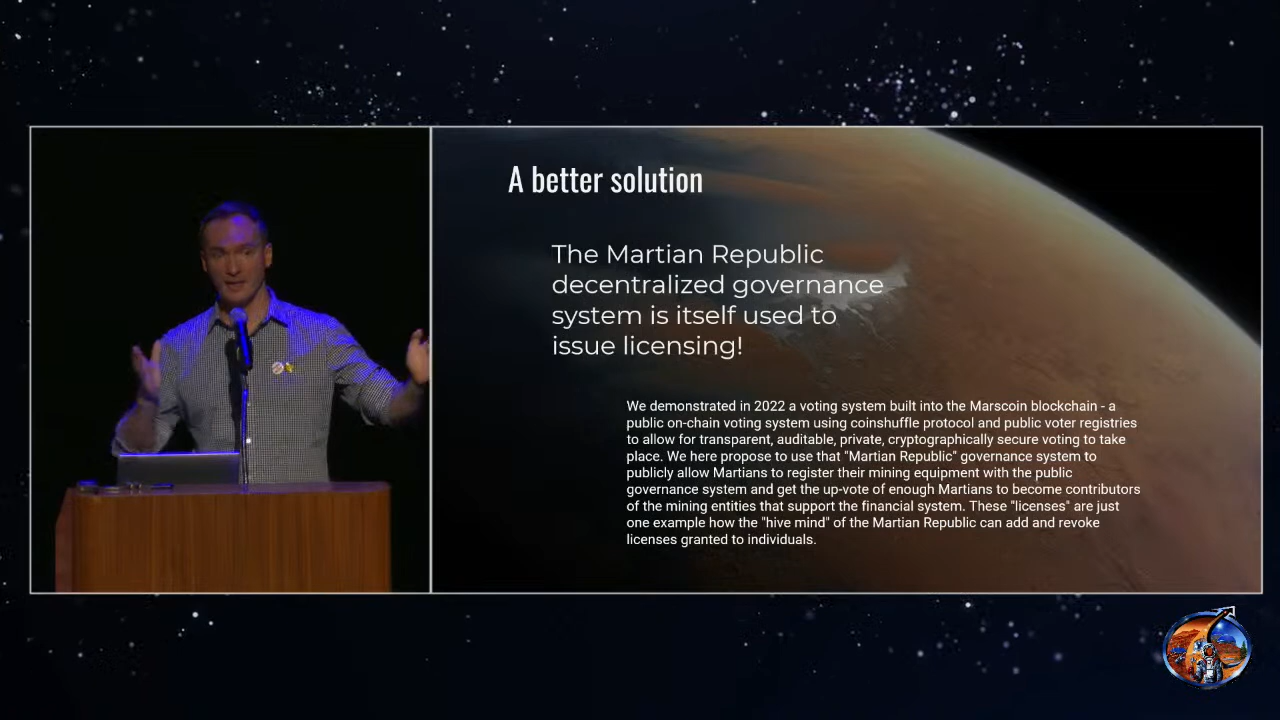 A better solution
The Martian Republic
decentralized governance
system is itself used to
issue licensing!
We demonstrated in 2022 a voting system built into the Marscoin blockchain - a
public on-chain voting system using coinshuffle protocol and public voter registries
to allow for transparent, auditable, private, cryptographically secure voting to take
place. We here propose to use that "Martian Republic" governance system to
publicly allow Martians to register their mining equipment with the public
governance system and get the up-vote of enough Martians to become contributors
of the mining entities that support the financial system. These "licenses" are just
one example how the "hive mind" of the Martian Republic can add and revoke
licenses granted to individuals.